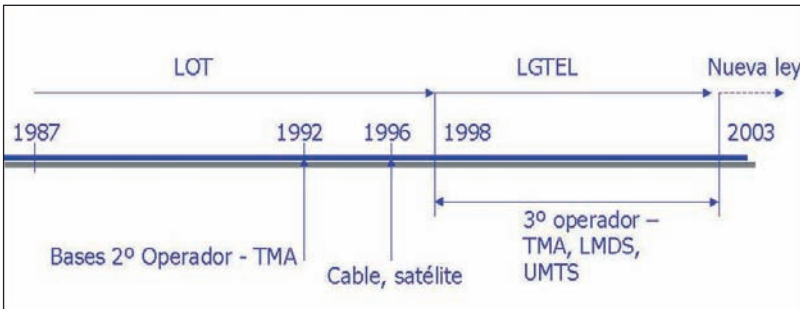 LOT
LGTEL
Nueva ley
1987
1992
1996
1998
2003
Bases 2º Operador - TMA
Cable, satélite
3º operador –
TMA, LMDS,
UMTS